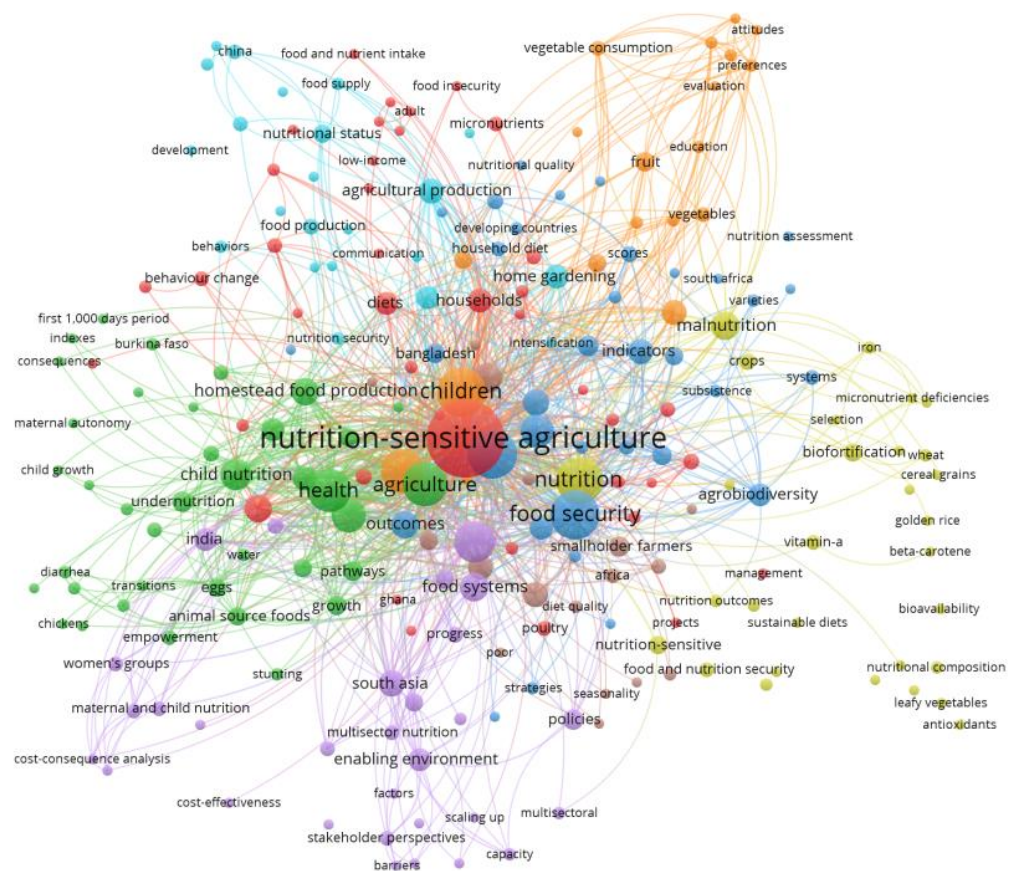 attitudes
vegetable consumption
china
food and nutrient intake
preferences
food supply
food insecurity
evaluation
adult
micronutrients
nutritional status
education
development
low-income
nutritional quality
fruit
agricultural production
vegetables
food production
developing countries
nutrition assessment
behaviors
communication
household diet
scores
behaviour change
home gardening
south africa
diets
households
varieties
first 1,000 days period
malnutrition
indexes
burkina faso
nutrition security
intensification
iron
consequences
bangladesh
indicators
crops
systems
homestead food production
children
subsistence
micronutrient deficiencies
maternal autonomy
selection
nutrition-sensitive agriculture
biofortification
wheat
child growth
child nutrition
cereal grains
health
agriculture
nutrition
undernutrition
agrobiodiversity
outcomes
food security
golden rice
india
vitamin-a
water
smallholder farmers
beta-carotene
diarrhea
transitions
eggs
pathways
food systems
africa
management
chickens
animal source foods
growth
ghana
diet quality
nutrition outcomes
bioavailability
empowerment
progress
poultry
projects
sustainable diets
women's groups
poor
nutrition-sensitive
stunting
south asia
food and nutrition security
nutritional composition
strategies
seasonality
maternal and child nutrition
leafy vegetables
policies
antioxidants
multisector nutrition
cost-consequence analysis
enabling environment
factors
cost-effectiveness
multisectoral
scaling up
stakeholder perspectives
capacity
barriers